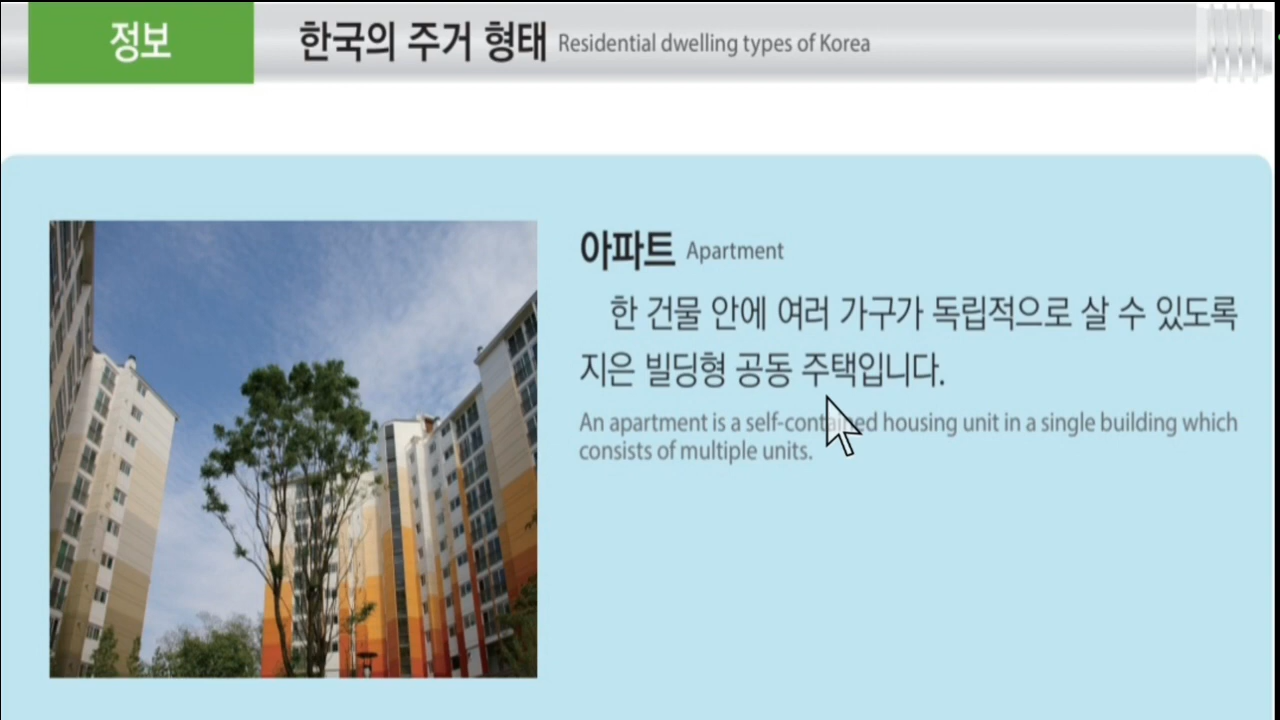 정보
한국의 주거 형태 Residential dwelling types of Korea
아파트 Apartment
한 건물 안에 여러 가구가 독립적으로 살 수 있도록
지은 빌딩형 공동 주택입니다.
An apartment is a self-contained housing unit in a single building which
consists of multiple units.